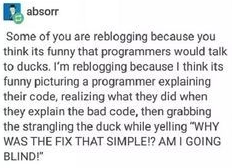 absorr
Some of you are reblogging because you
think its funny that programmers would talk
to ducks. I'm reblogging because I think its
funny picturing a programmer explaining
their code, realizing what they did when
they explain the bad code, then grabbing
the strangling the duck while yelling "WHY
WAS THE FIX THAT SIMPLE!? AM I GOING
BLIND!"